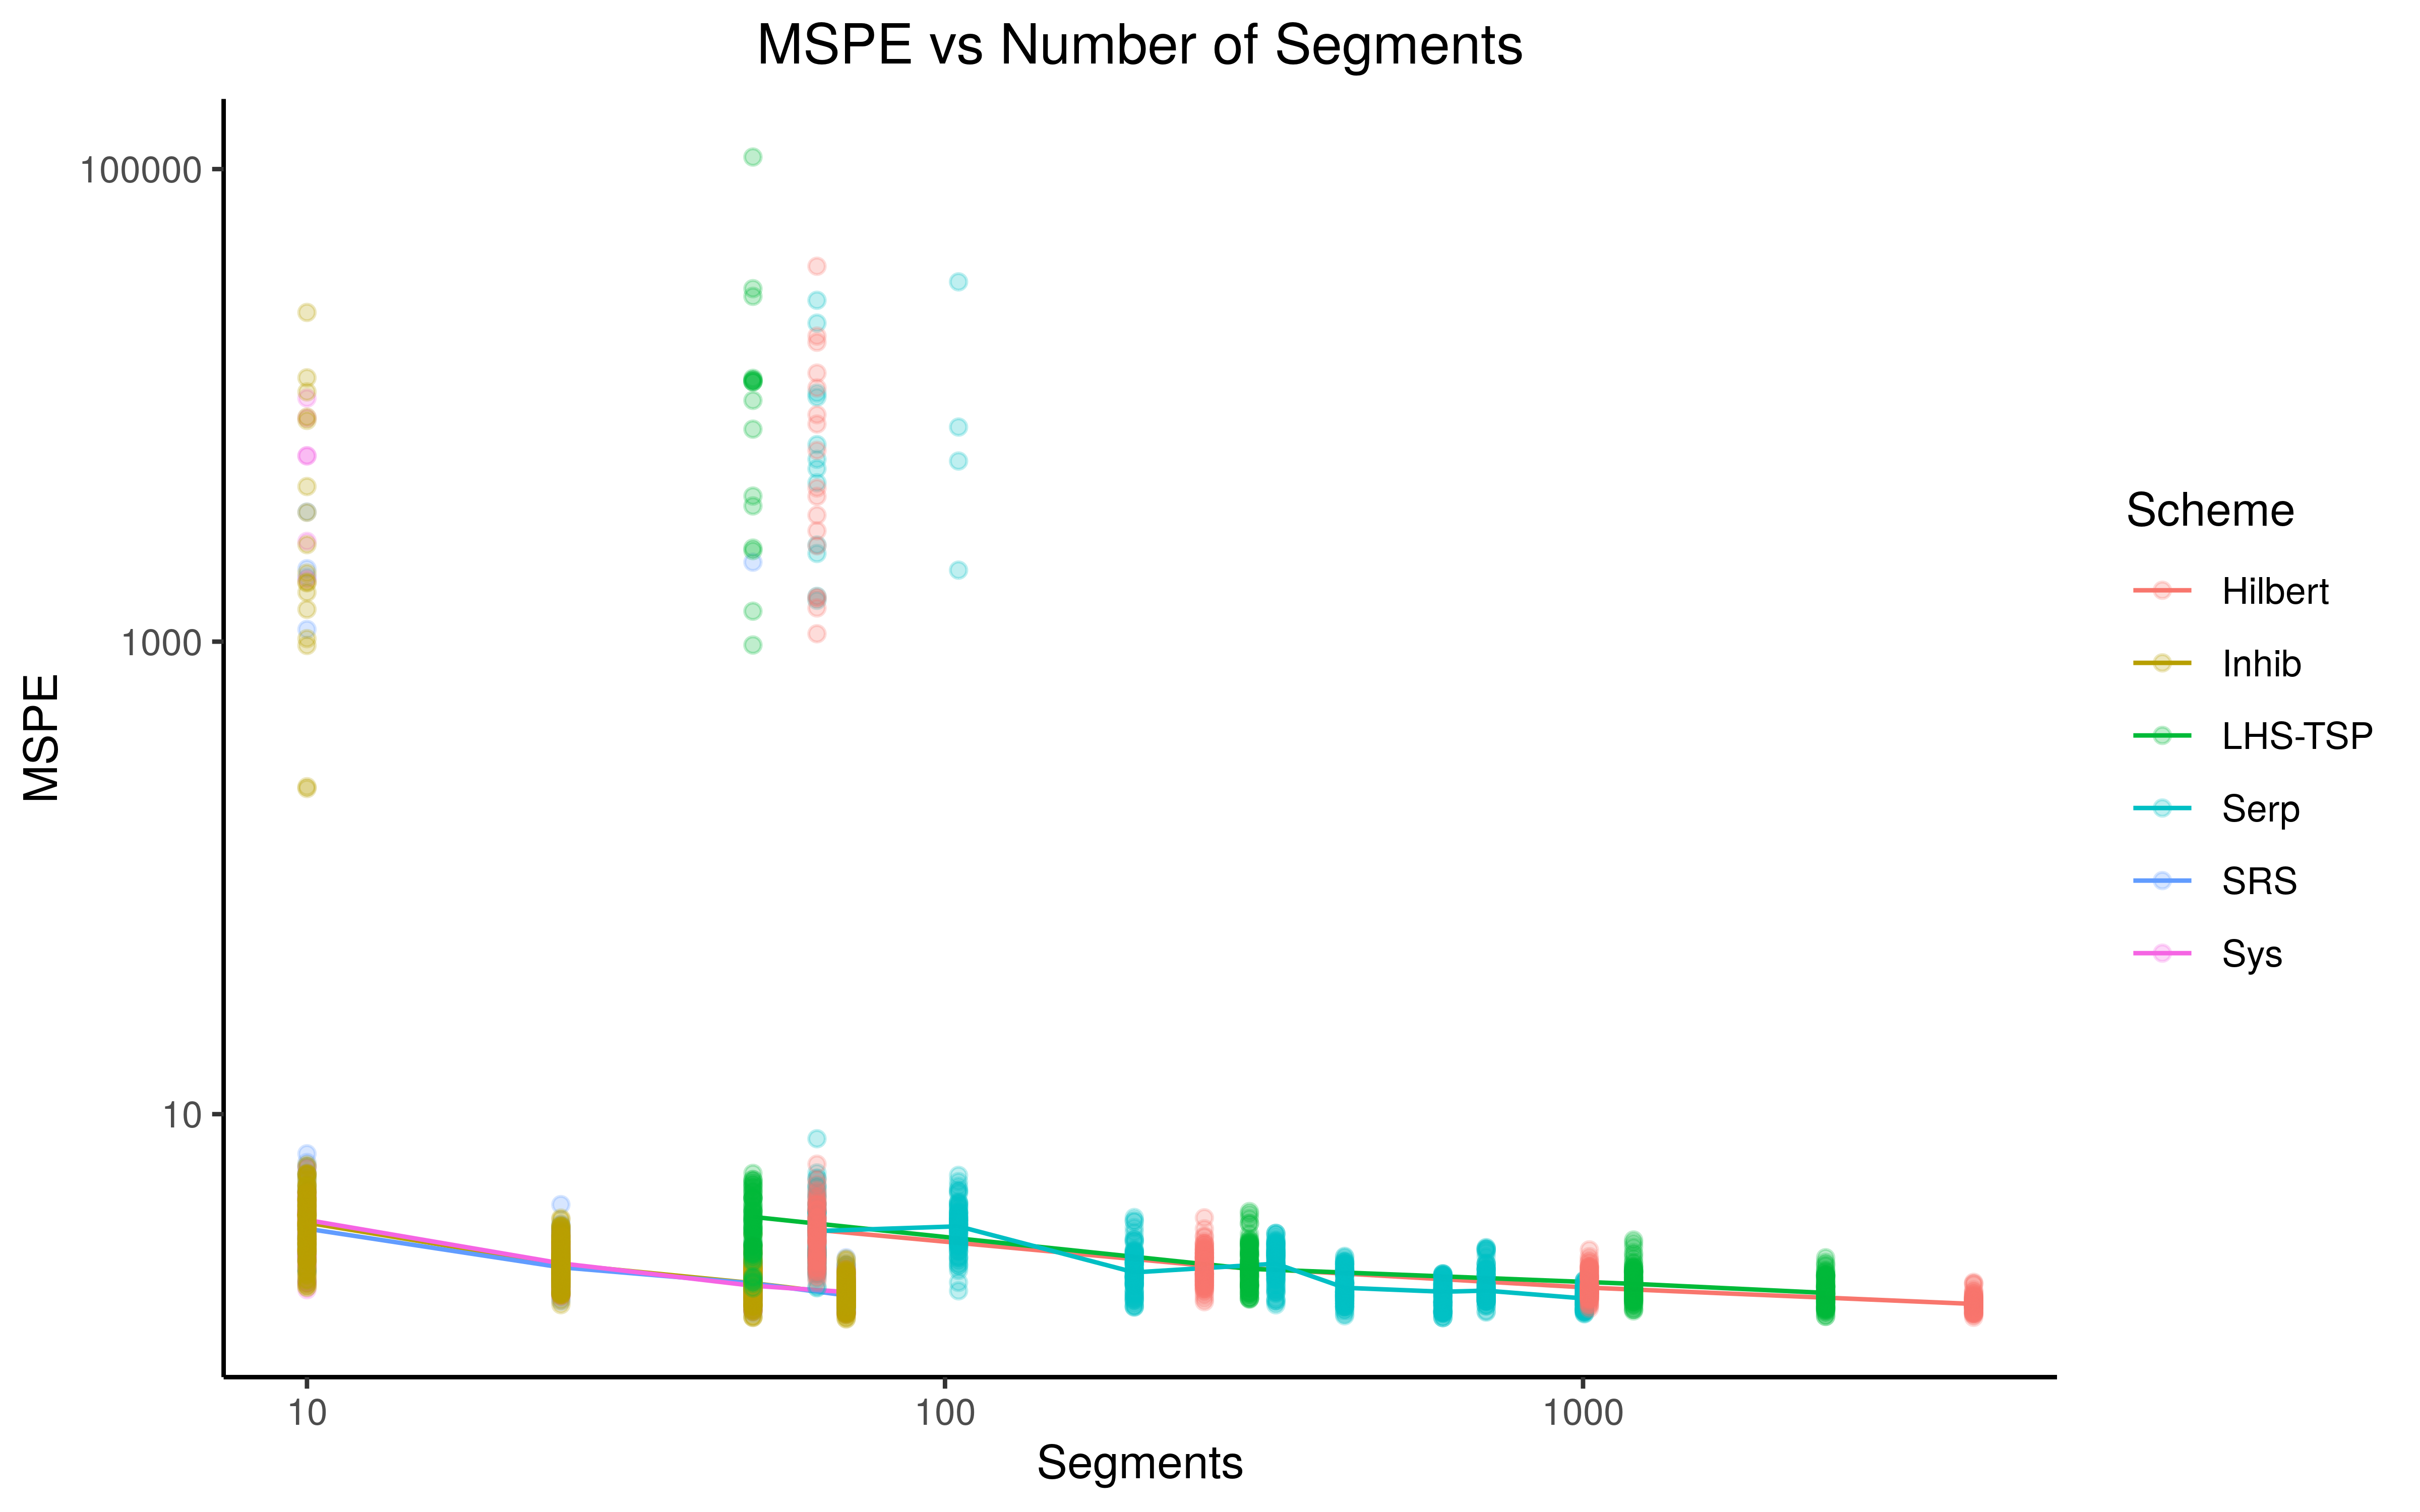 MSPE vs Number of Segments
MSPE
100000
1000
10
10
100
1000
Segments
Scheme
Hilbert
Inhib
LHS-TSP
Serp
SRS
Sys